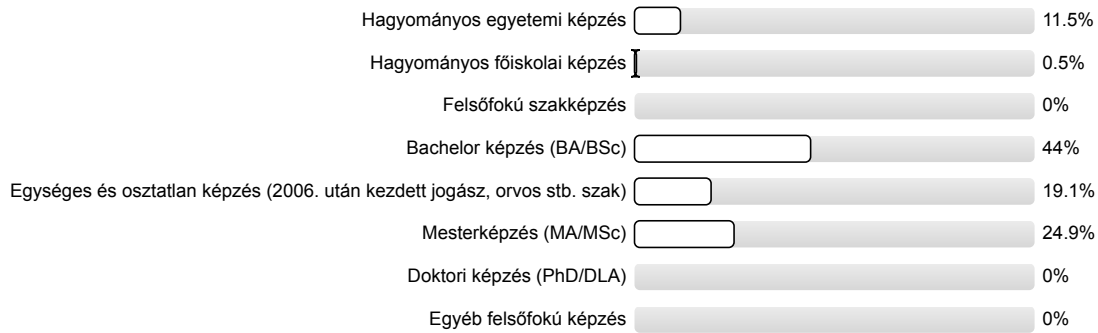 Hagyományos egyetemi képzés 11.5%
Hagyományos főiskolai képzés 0.5%
Felsőfokú szakképzés 0%
Bachelor képzés (BA/BSc) 44%
Egységes és osztatlan képzés (2006. után kezdett jogász, orvos stb. szak) 19.1%
Mesterképzés (MA/MSc) 24.9%
Doktori képzés (PhD/DLA) 0%
Egyéb felsőfokú képzés 0%